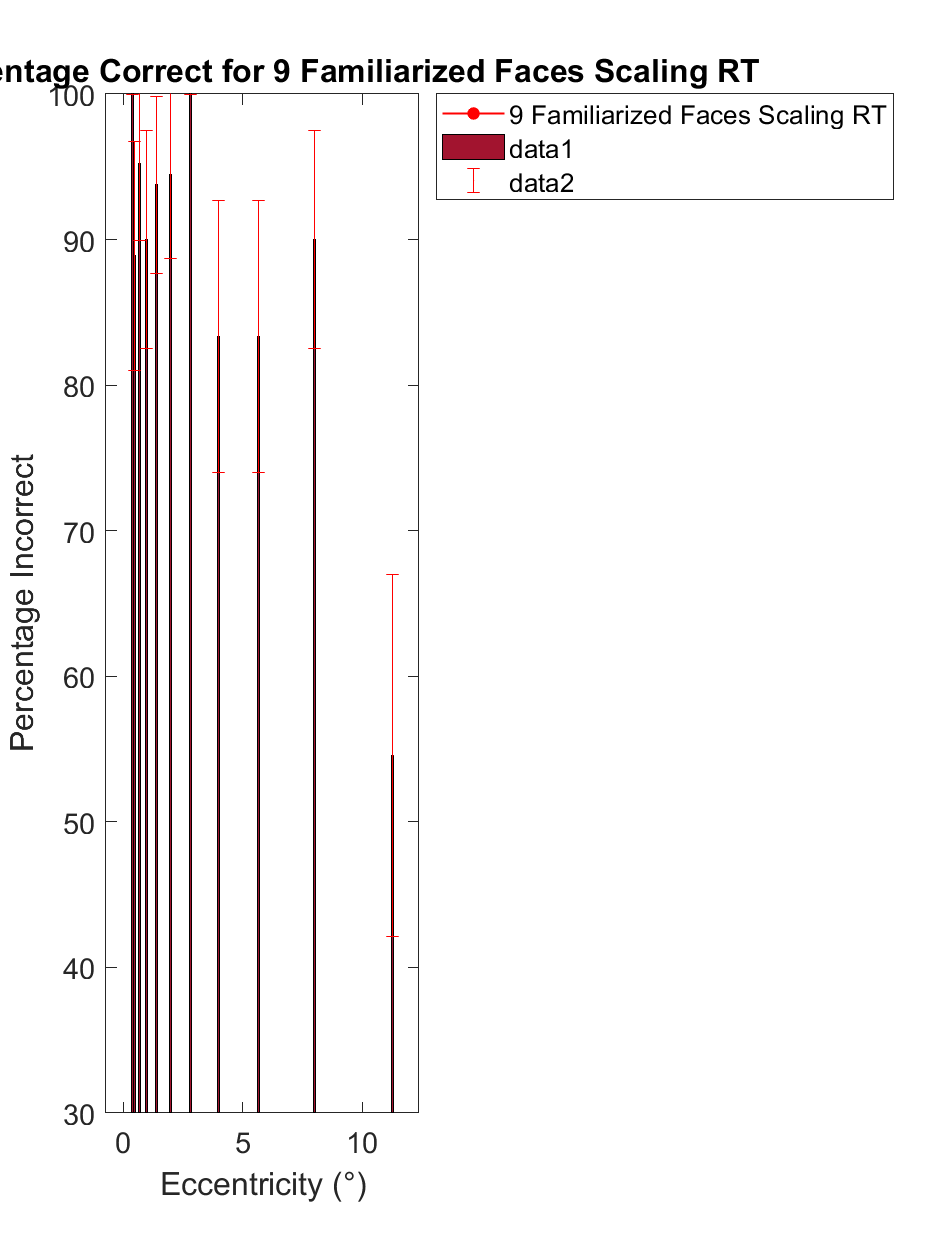 Correct for 9 Familiarized Faces Scaling RT
9 Familiarized Faces Scaling RT
data1
data2
100
90
80
70
60
50
40
30
Percentage Incorrect
0 5 10
Eccentricity (°)